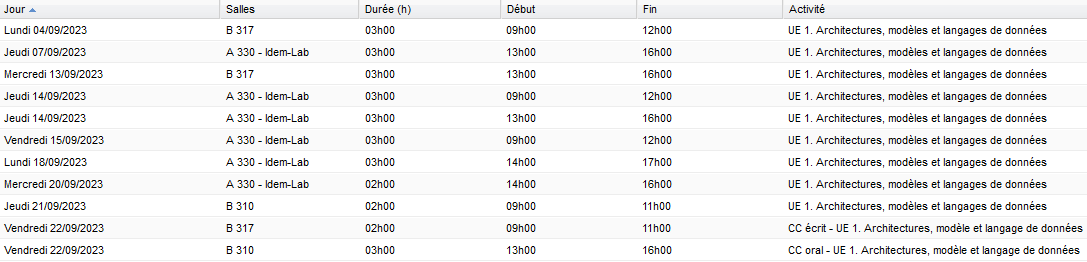 Jour Salles Durée (h) Début Fin Activité
Lundi 04/09/2023 B 317 03h00 09h00 12h00 UE 1. Architectures, modèles et langages de données
Jeudi 07/09/2023 A 330 - Idem-Lab 03h00 13h00 16h00 UE 1. Architectures, modèles et langages de données
Mercredi 13/09/2023 B 317 03h00 13h00 16h00 UE 1. Architectures, modèles et langages de données
Jeudi 14/09/2023 A 330 - Idem-Lab 03h00 09h00 12h00 UE 1. Architectures, modèles et langages de données
Jeudi 14/09/2023 A 330 - Idem-Lab 03h00 13h00 16h00 UE 1. Architectures, modèles et langages de données
Vendredi 15/09/2023 A 330 - Idem-Lab 03h00 09h00 12h00 UE 1. Architectures, modèles et langages de données
Lundi 18/09/2023 A 330 - Idem-Lab 03h00 14h00 17h00 UE 1. Architectures, modèles et langages de données
Mercredi 20/09/2023 A 330 - Idem-Lab 02h00 14h00 16h00 UE 1. Architectures, modèles et langages de données
Jeudi 21/09/2023 B 310 02h00 09h00 11h00 UE 1. Architectures, modèles et langages de données
Vendredi 22/09/2023 B 317 02h00 09h00 11h00 CC écrit - UE 1. Architectures, modèle et langage de données
Vendredi 22/09/2023 B 310 03h00 13h00 16h00 CC oral - UE 1. Architectures, modèle et langage de données